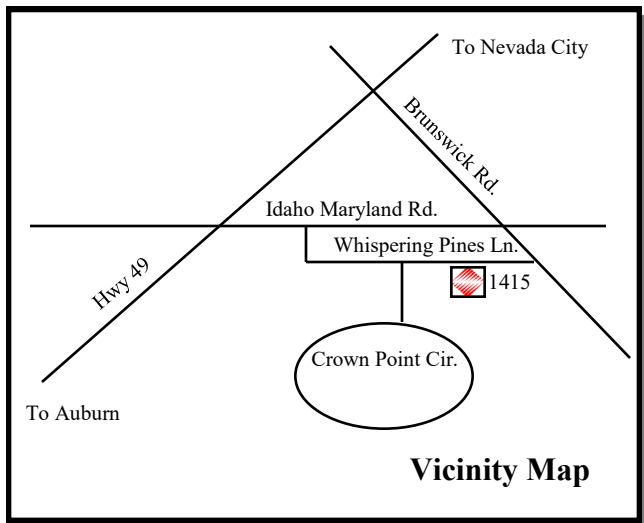 To Nevada City
Brunswick Rd.
Idaho Maryland Rd.
Whispering Pines Ln.
Hwy 49
1415
Crown Point Cir.
To Auburn
Vicinity Map